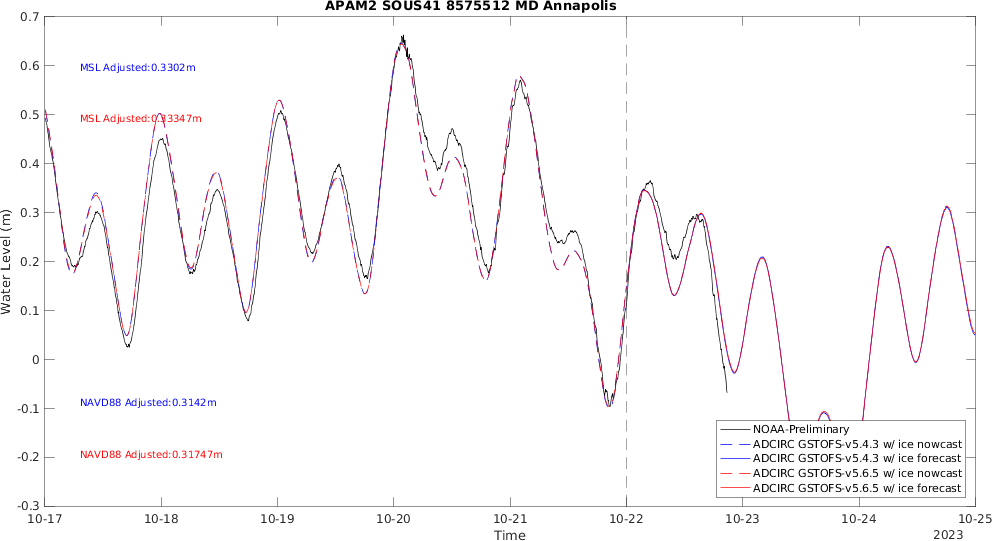 APAM2 SOUS41 8575512 MD Annapolis
0.7
0.6
0.5
0.4
0.3
0.2
0.1
0
-0.1
-0.2
-0.3
Water Level (m)
MSL Adjusted:0.3302m
MSL Adjusted:0.33347m
NAVD88 Adjusted:0.3142m
NAVD88 Adjusted:0.31747m
NOAA-Preliminary
ADCIRC GSTOFS-v5.4.3 w/ ice nowcast
ADCIRC GSTOFS-v5.4.3 w/ ice forecast
ADCIRC GSTOFS-v5.6.5 w/ ice nowcast
ADCIRC GSTOFS-v5.6.5 w/ ice forecast
10-17 10-18 10-19 10-20 10-21 10-22 10-23 10-24 10-25
Time
2023